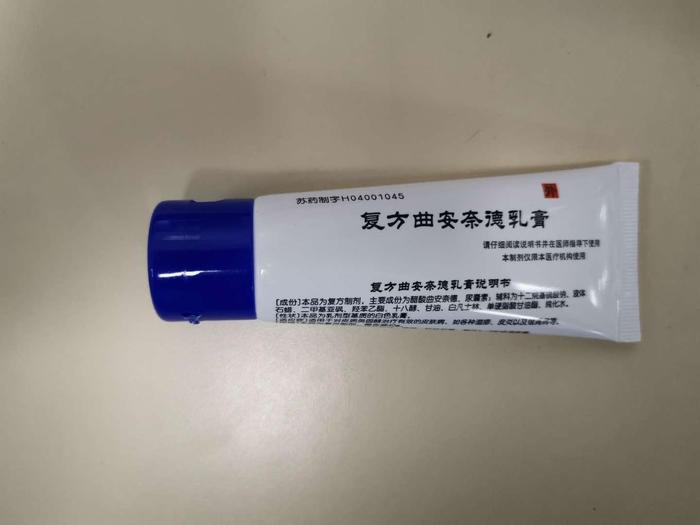 苏药制字H04001045
外
复方曲安奈德乳膏
请仔细阅读说明书并在医师指导下使用
本制剂仅限本医疗机构使用
复方曲安奈德乳膏说明书
[成份]本品为复方制剂，主要成份为醋酸曲安奈德、尿囊素；辅料为十二烷基硫酸钠、液体
石蜡、二甲基亚砜、羟苯乙酯、十八醇、甘油、白凡士林、单硬脂酸甘油酯、纯化水。
[性状]本品为乳剂型基质的白色乳膏。